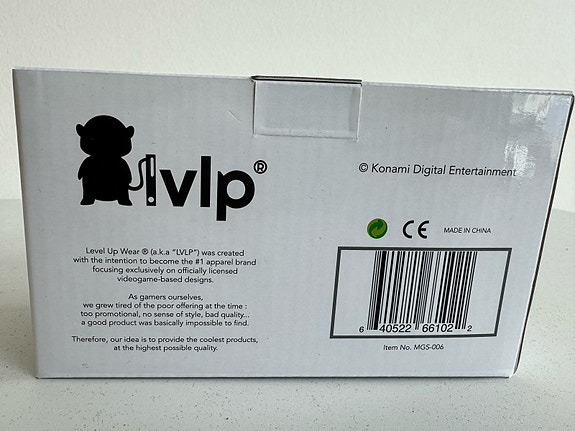 lvlp®
© Konami Digital Entertainment
CE
MADE IN CHINA
Level Up Wear ® (a.k.a "LVLP") was created
with the intention to become the #1 apparel brand
focusing exclusively on officially licensed
videogame-based designs.
As gamers ourselves,
we grew tired of the poor offering at the time :
too promotional, no sense of style, bad quality...
a good product was basically impossible to find.
Therefore, our idea is to provide the coolest products,
at the highest possible quality.
6 40522 66102 2
Item No. MGS-006